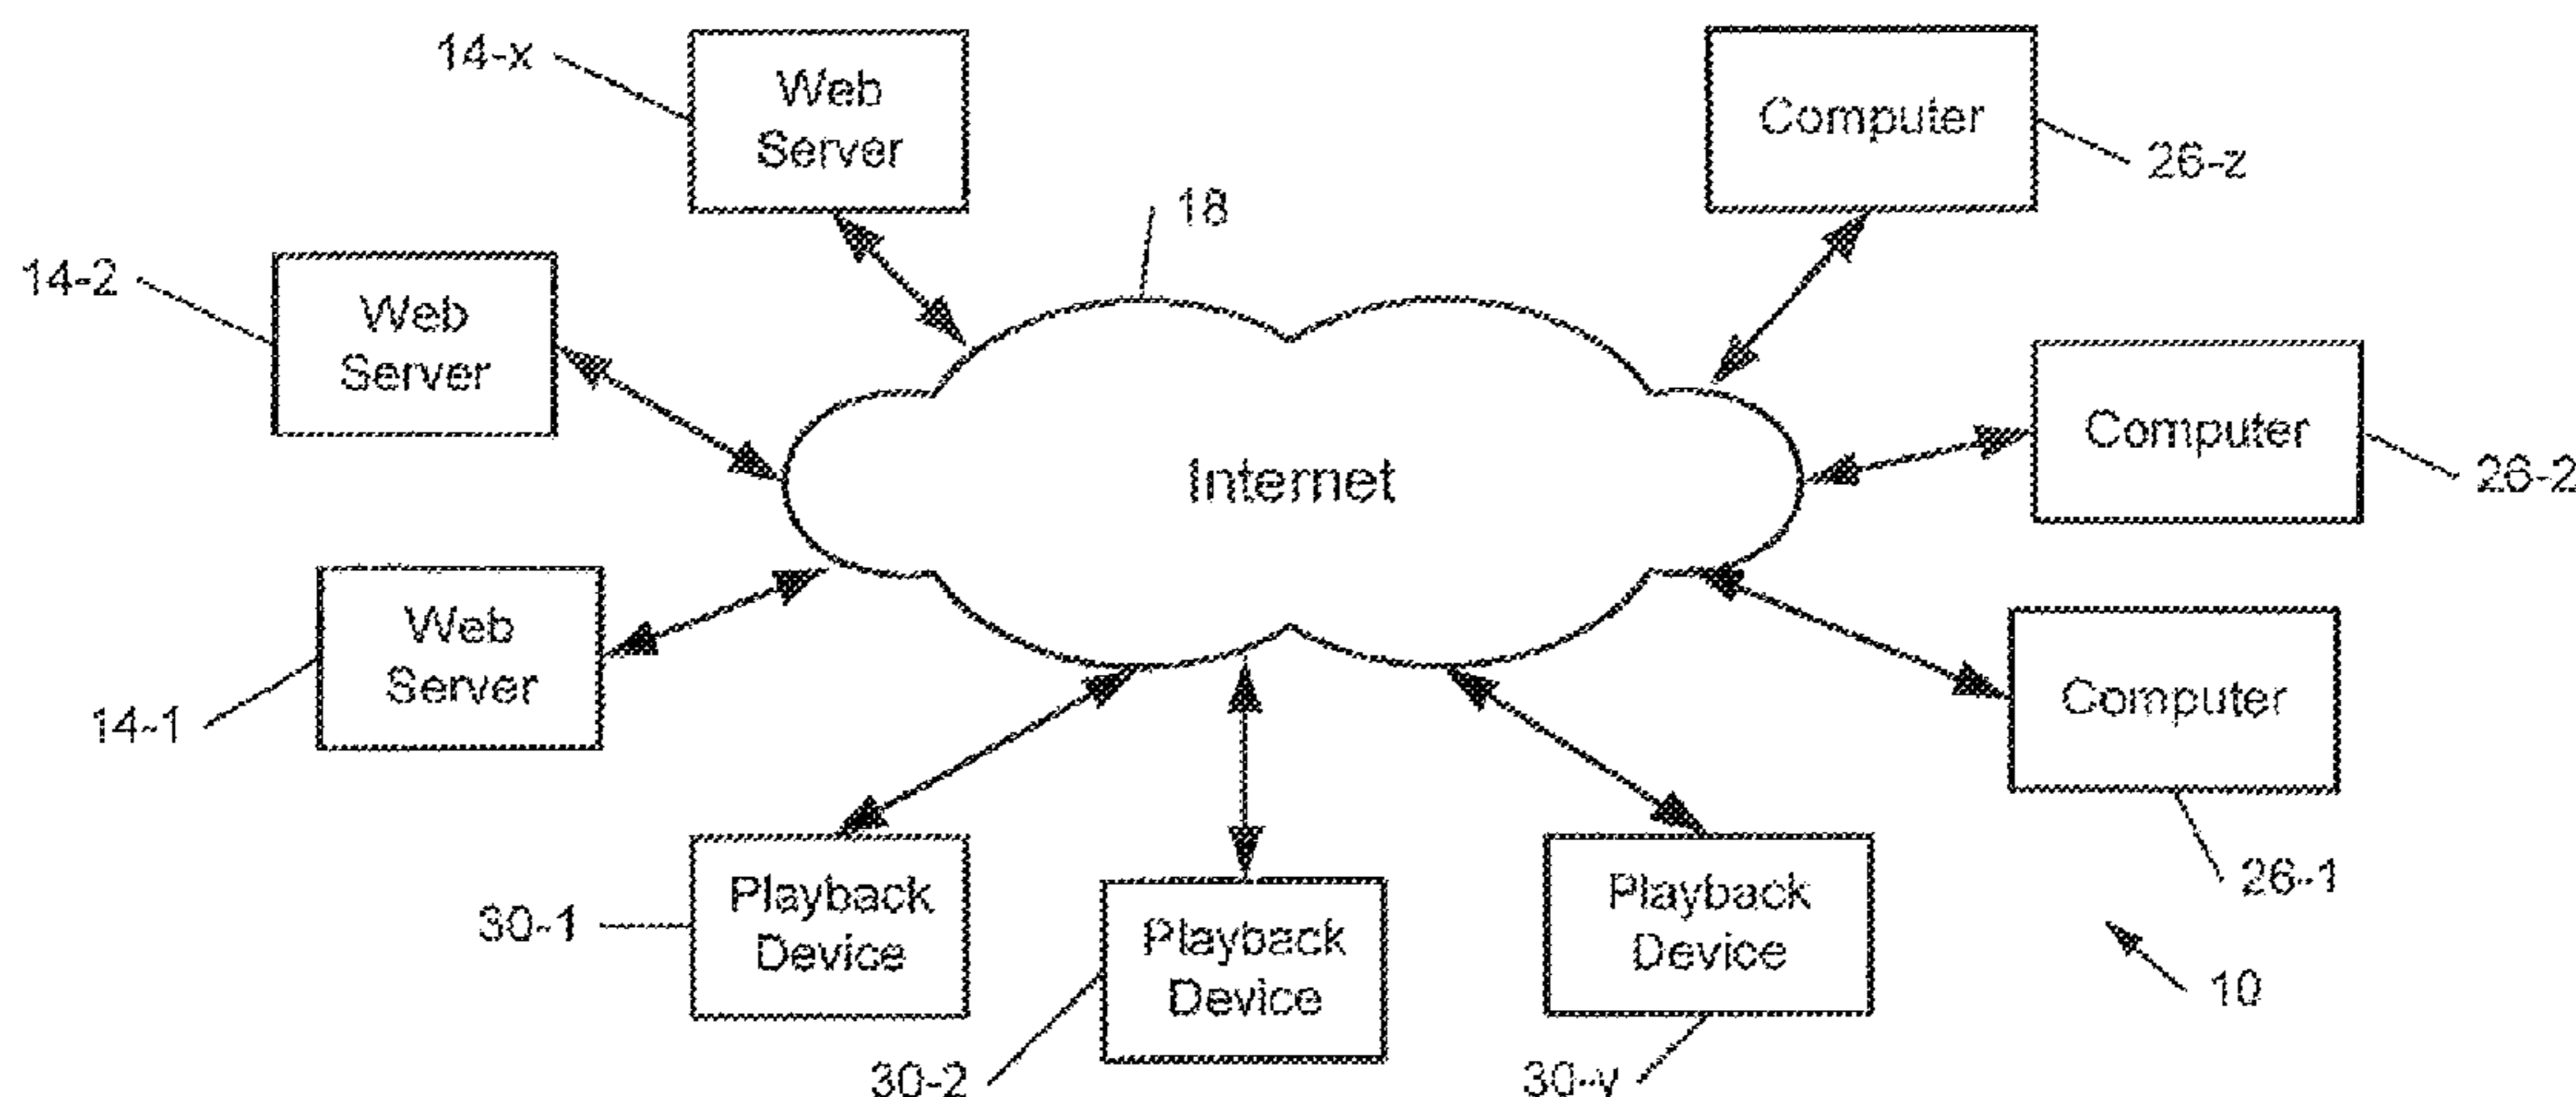 14-x
Web
Server
Computer
26-z
18
14-2
Web
Server
Computer
26-2
Internet
14-1
Web
Server
Computer
26-1
30-1
Playback
Device
30-2
Playback
Device
Playback
Device
30-y
10